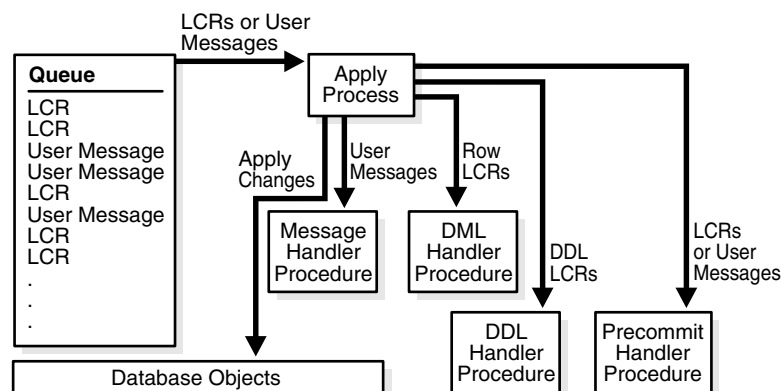 LCRs or User
Messages
Queue
LCR
LCR
User Message
User Message
LCR
User Message
LCR
LCR
.
.
.
Apply
Process
Apply
Changes
User
Messages
Row
LCRs
DDL
LCRs
LCRs
or User
Messages
Message
Handler
Procedure
DML
Handler
Procedure
DDL
Handler
Procedure
Precommit
Handler
Procedure
Database Objects